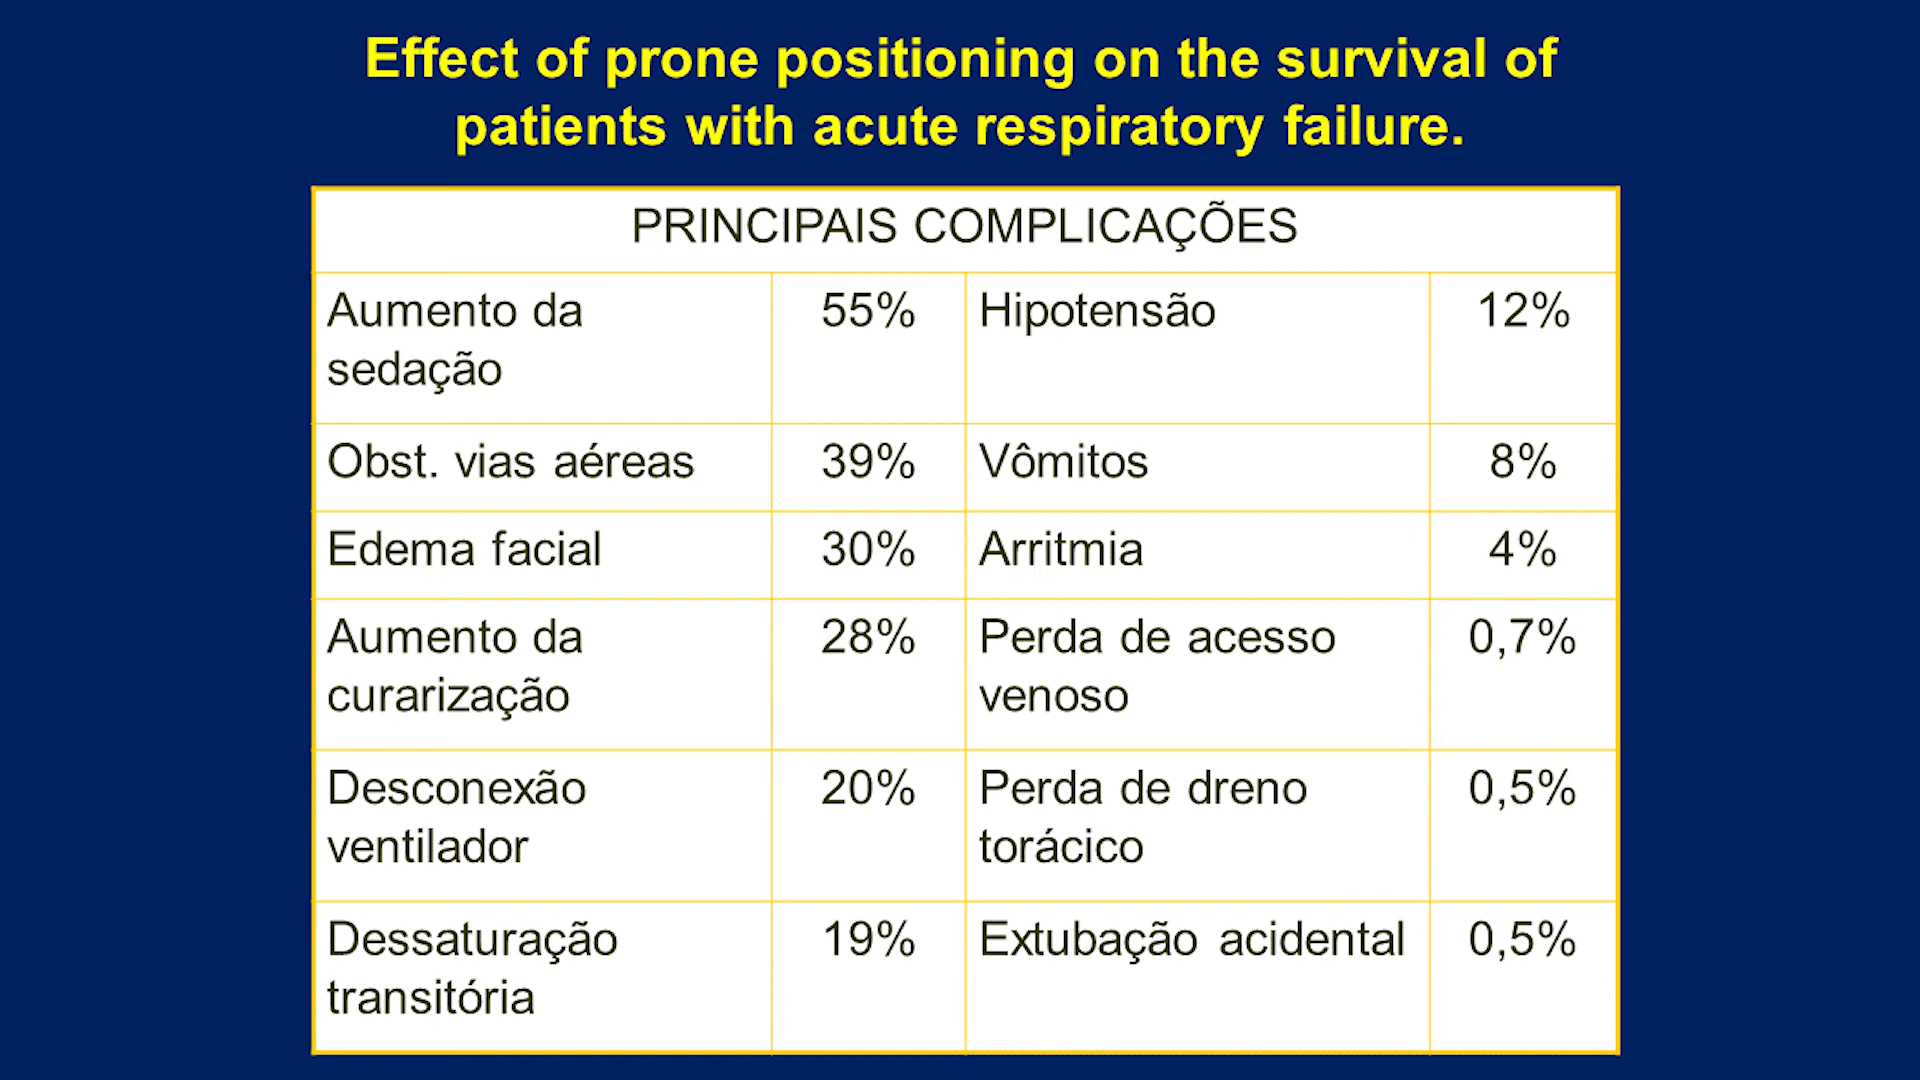 Effect of prone positioning on the survival of
patients with acute respiratory failure.
PRINCIPAIS COMPLICAÇÕES
Aumento da
sedação
55%
Hipotensão
12%
Obst. vias aéreas
39%
Vômitos
8%
Edema facial
30%
Arritmia
4%
Aumento da
curarização
28%
Perda de acesso
venoso
0,7%
Desconexão
ventilador
20%
Perda de dreno
torácico
0,5%
Dessaturação
transitória
19%
Extubação acidental
0,5%